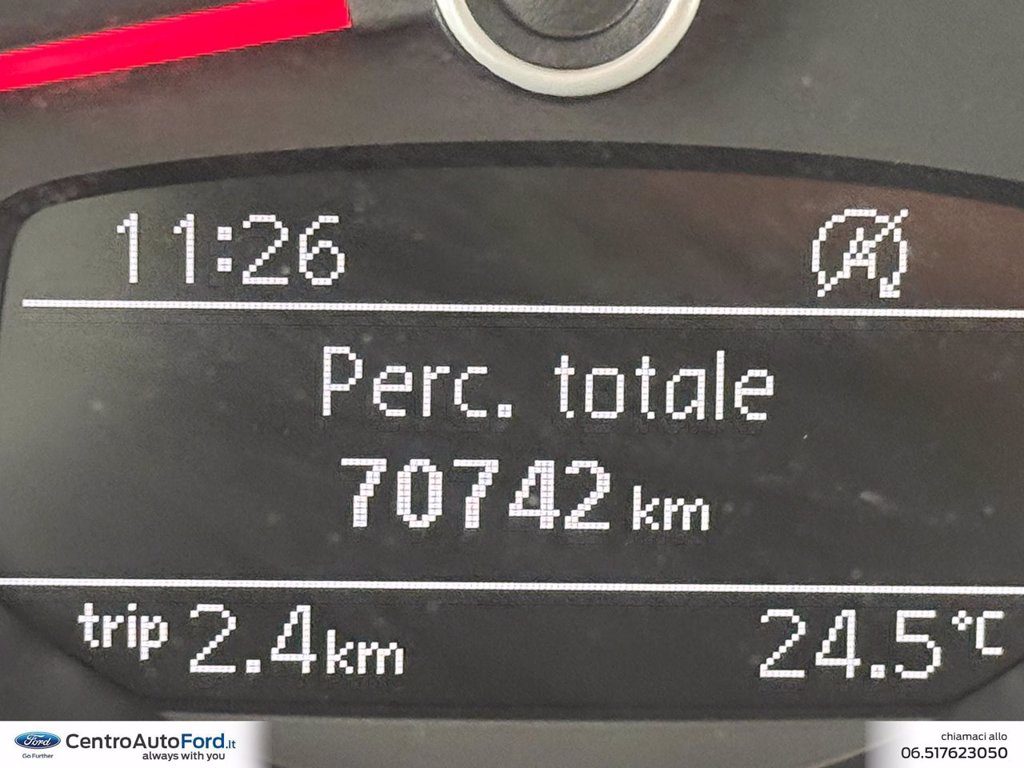 11:26 A
Perc. totale
70742 km
trip 2.4 km 24.5 °C
Ford CentroAutoFord.it chiamaci allo
Go Further always with you 06.517623050